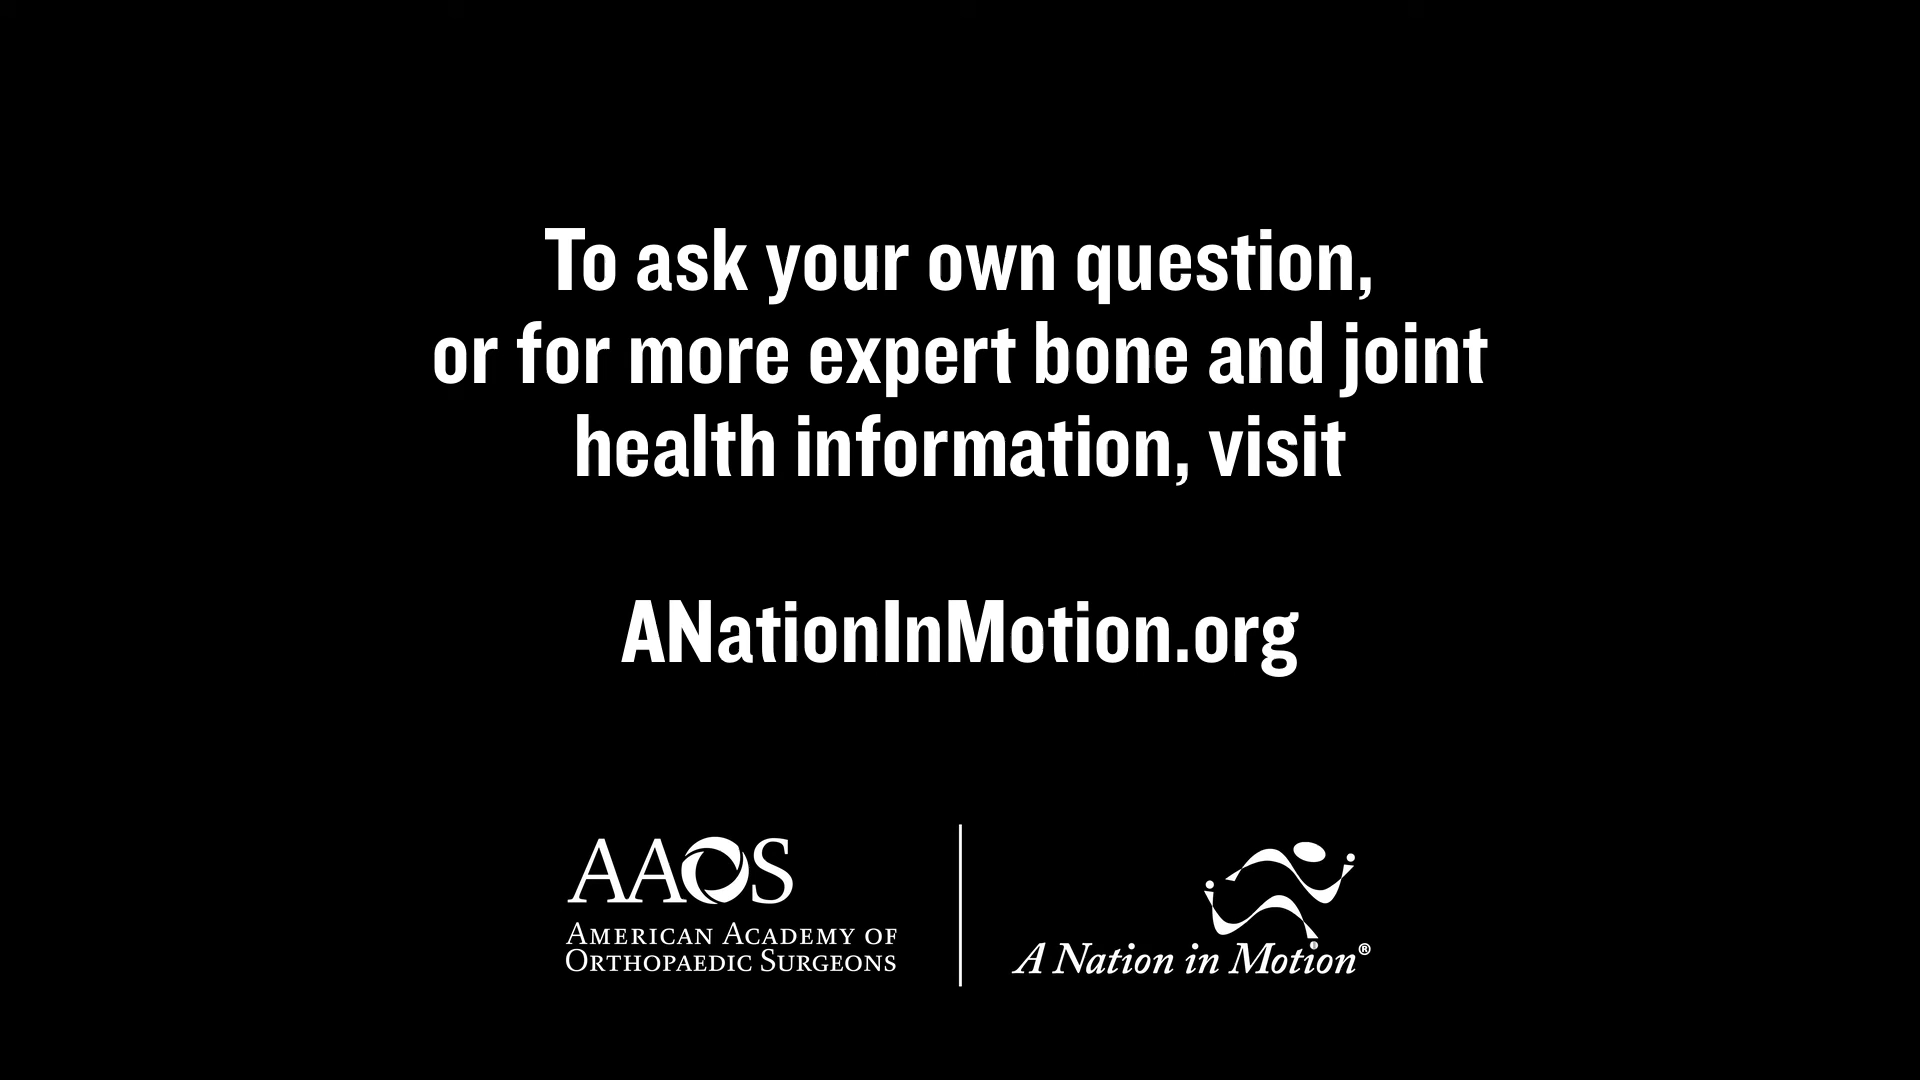 To ask your own question,
or for more expert bone and joint
health information, visit
ANationInMotion.org
AAOS
AMERICAN ACADEMY OF
ORTHOPAEDIC SURGEONS
A Nation in Motion®